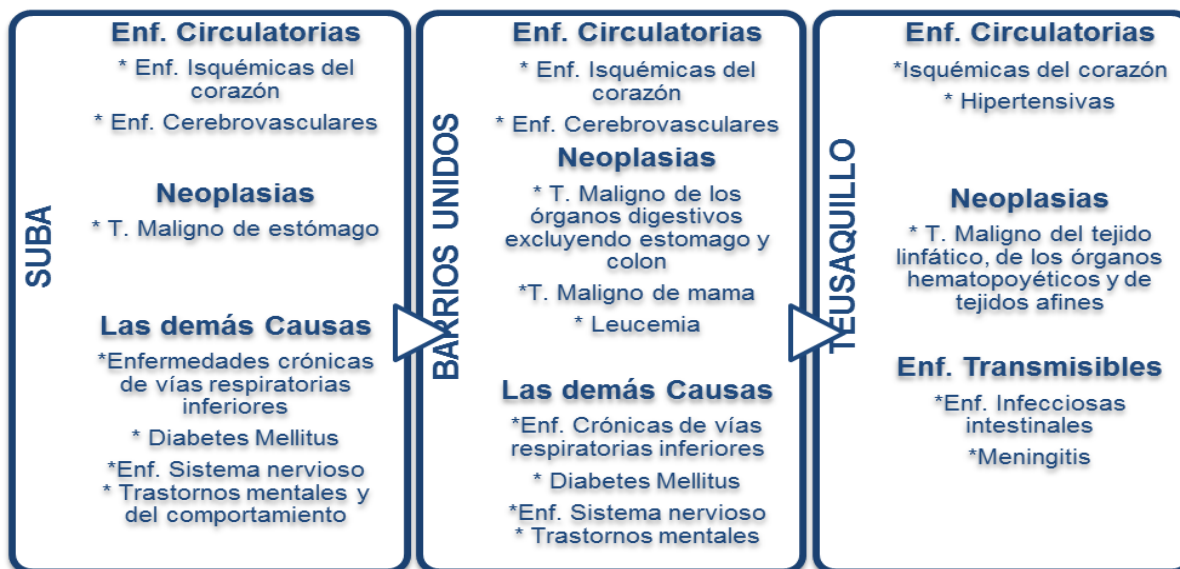 SUBA
Enf. Circulatorias
* Enf. Isquémicas del
corazón
* Enf. Cerebrovasculares
Neoplasias
* T. Maligno de estómago
Las demás Causas
*Enfermedades crónicas
de vías respiratorias
inferiores
* Diabetes Mellitus
*Enf. Sistema nervioso
* Trastornos mentales y
del comportamiento
BARRIOS UNIDOS
Enf. Circulatorias
* Enf. Isquémicas del
corazón
* Enf. Cerebrovasculares
Neoplasias
* T. Maligno de los
órganos digestivos
excluyendo estomago y
colon
*T. Maligno de mama
* Leucemia
Las demás Causas
*Enf. Crónicas de vías
respiratorias inferiores
* Diabetes Mellitus
*Enf. Sistema nervioso
* Trastornos mentales
TEUSAQUILLO
Enf. Circulatorias
*Isquémicas del corazón
* Hipertensivas
Neoplasias
* T. Maligno del tejido
linfático, de los órganos
hematopoyéticos y de
tejidos afines
Enf. Transmisibles
*Enf. Infecciosas
intestinales
*Meningitis